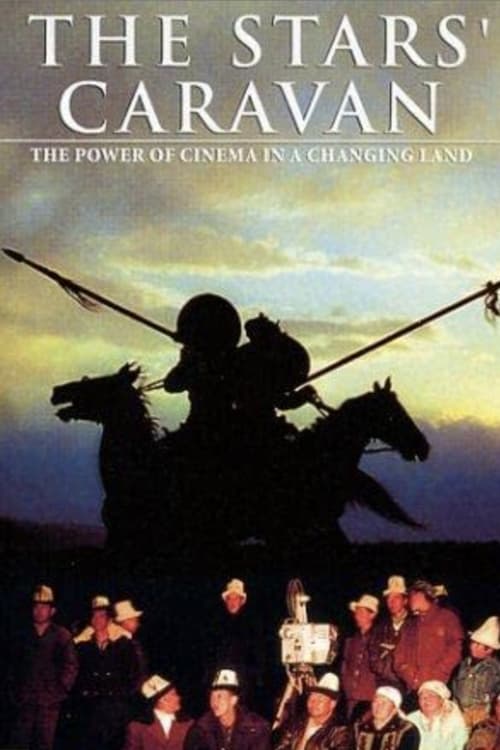 THE STARS'
CARAVAN
THE POWER OF CINEMA IN A CHANGING LAND